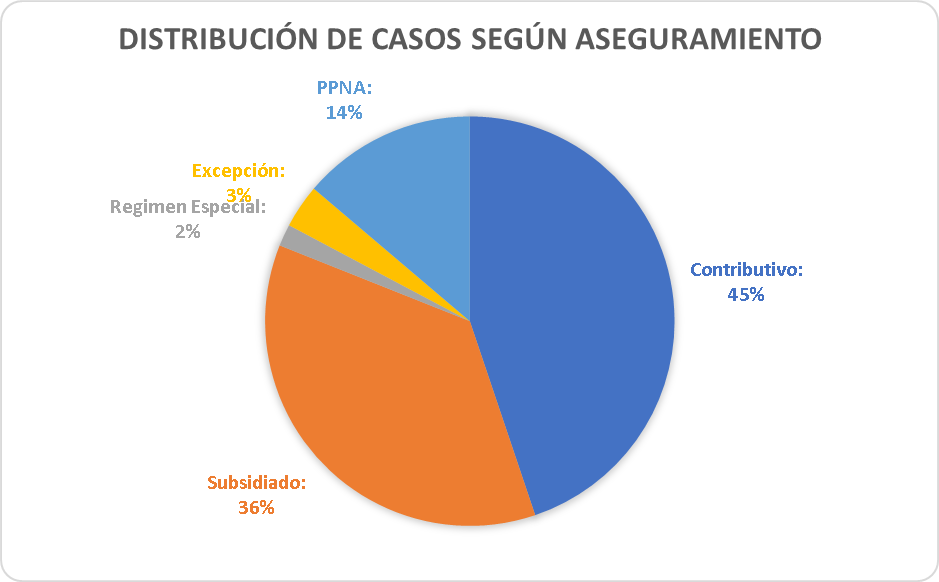 DISTRIBUCIÓN DE CASOS SEGÚN ASEGURAMIENTO
PPNA:
14%
Excepción:
3%
Regimen Especial:
2%
Contributivo:
45%
Subsidiado:
36%